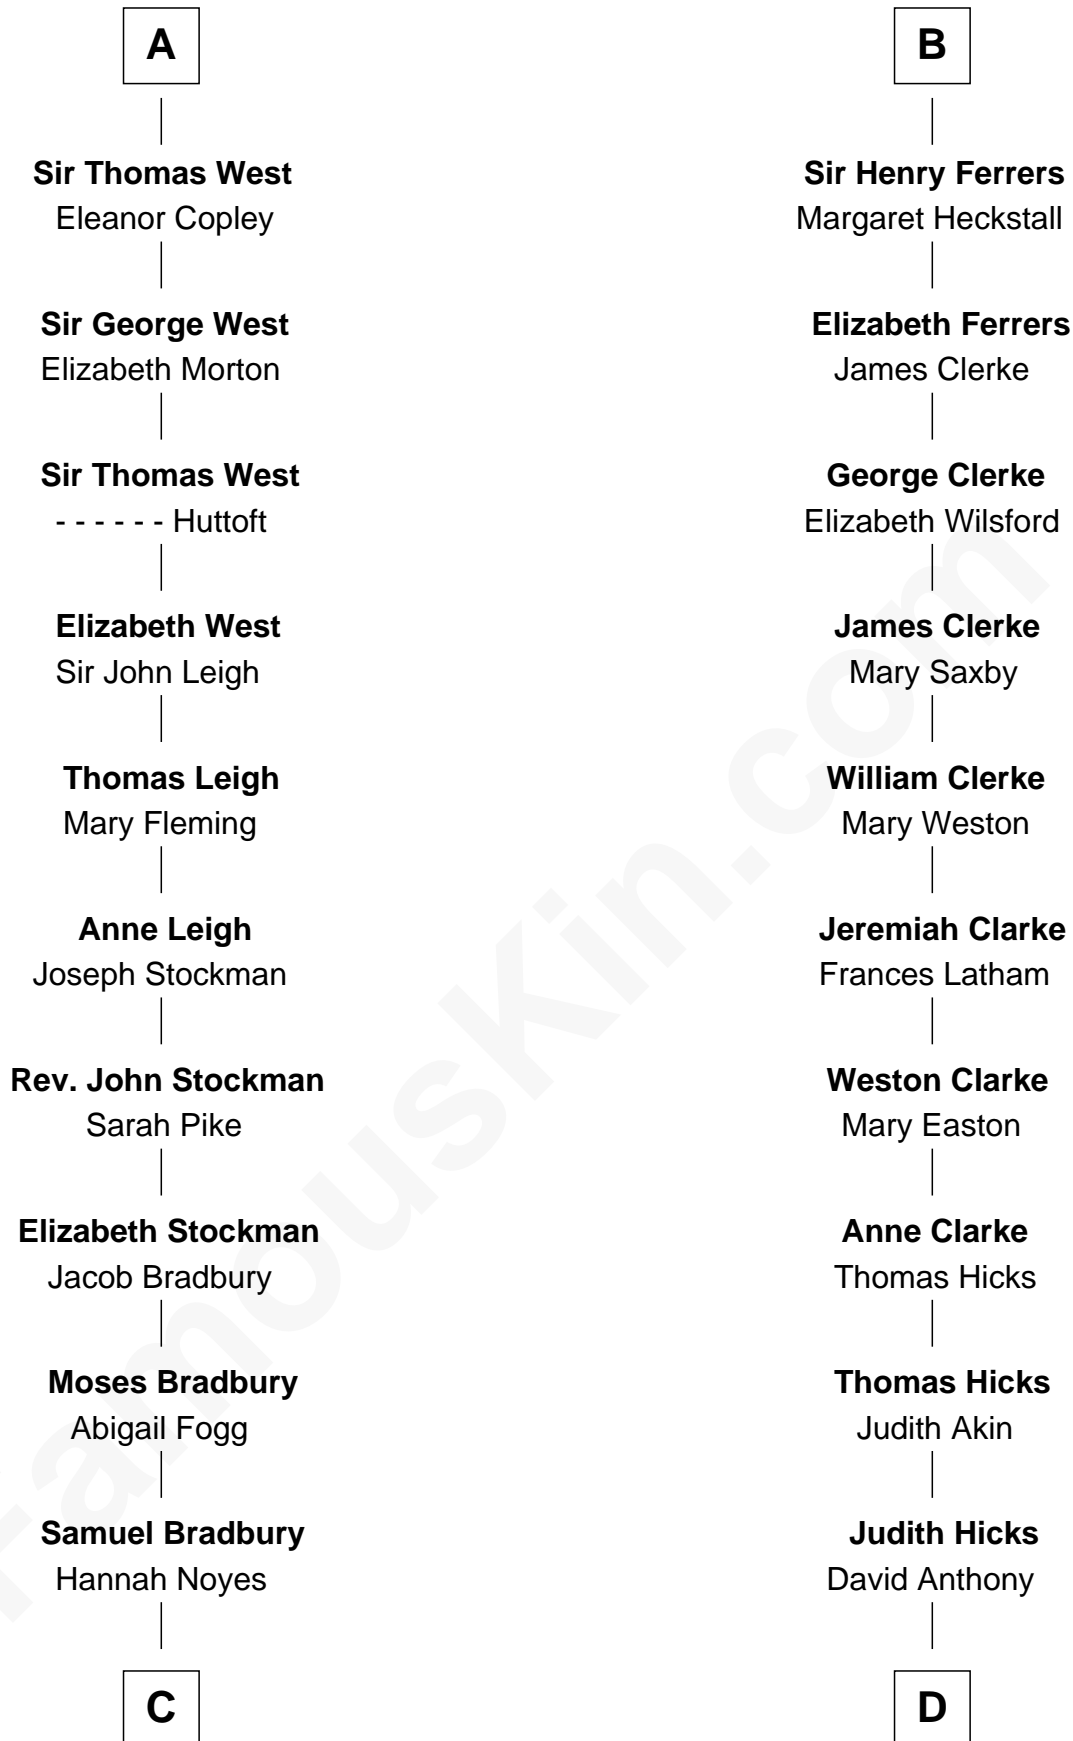 A
Sir Thomas West
Eleanor Copley
Sir George West
Elizabeth Morton
Sir Thomas West
- - - - - - Huttoft
Elizabeth West
Sir John Leigh
Thomas Leigh
Mary Fleming
Anne Leigh
Joseph Stockman
Rev. John Stockman
Sarah Pike
Elizabeth Stockman
Jacob Bradbury
Moses Bradbury
Abigail Fogg
Samuel Bradbury
Hannah Noyes
C
B
Sir Henry Ferrers
Margaret Heckstall
Elizabeth Ferrers
James Clerke
George Clerke
Elizabeth Wilsford
James Clerke
Mary Saxby
William Clerke
Mary Weston
Jeremiah Clarke
Frances Latham
Weston Clarke
Mary Easton
Anne Clarke
Thomas Hicks
Thomas Hicks
Judith Akin
Judith Hicks
David Anthony
D
FamousKin.com